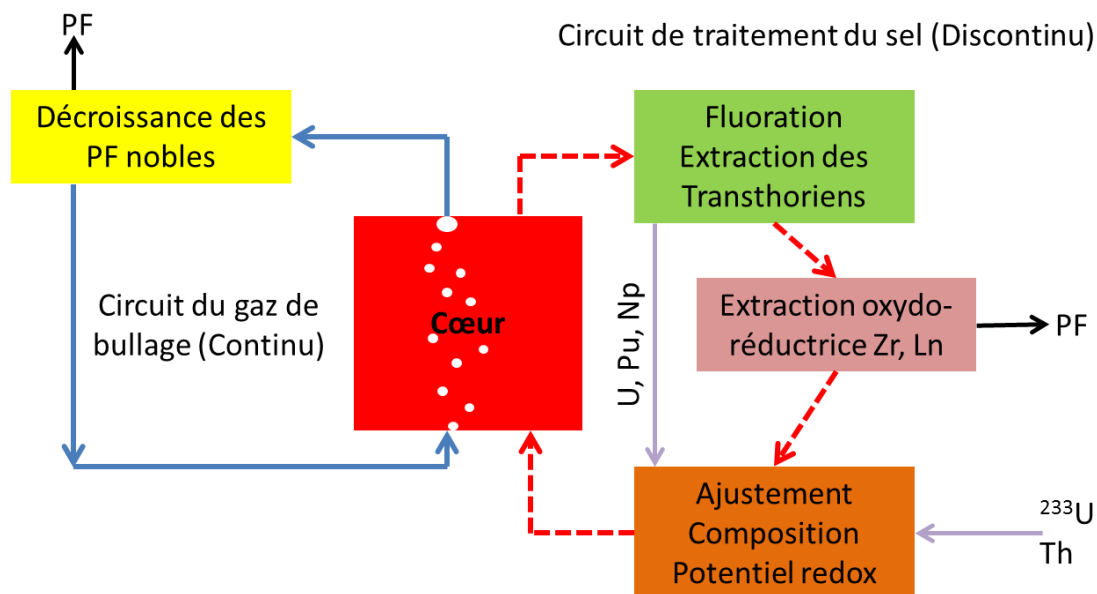 PF
Circuit de traitement du sel (Discontinu)
Décroissance des
PF nobles
Fluoration
Extraction des
Transthoriens
Circuit du gaz de
bullage (Continu)
Cœur
U, Pu, Np
Extraction oxydo-
réductrice Zr, Ln
PF
Ajustement
Composition
Potentiel redox
²³³U
Th